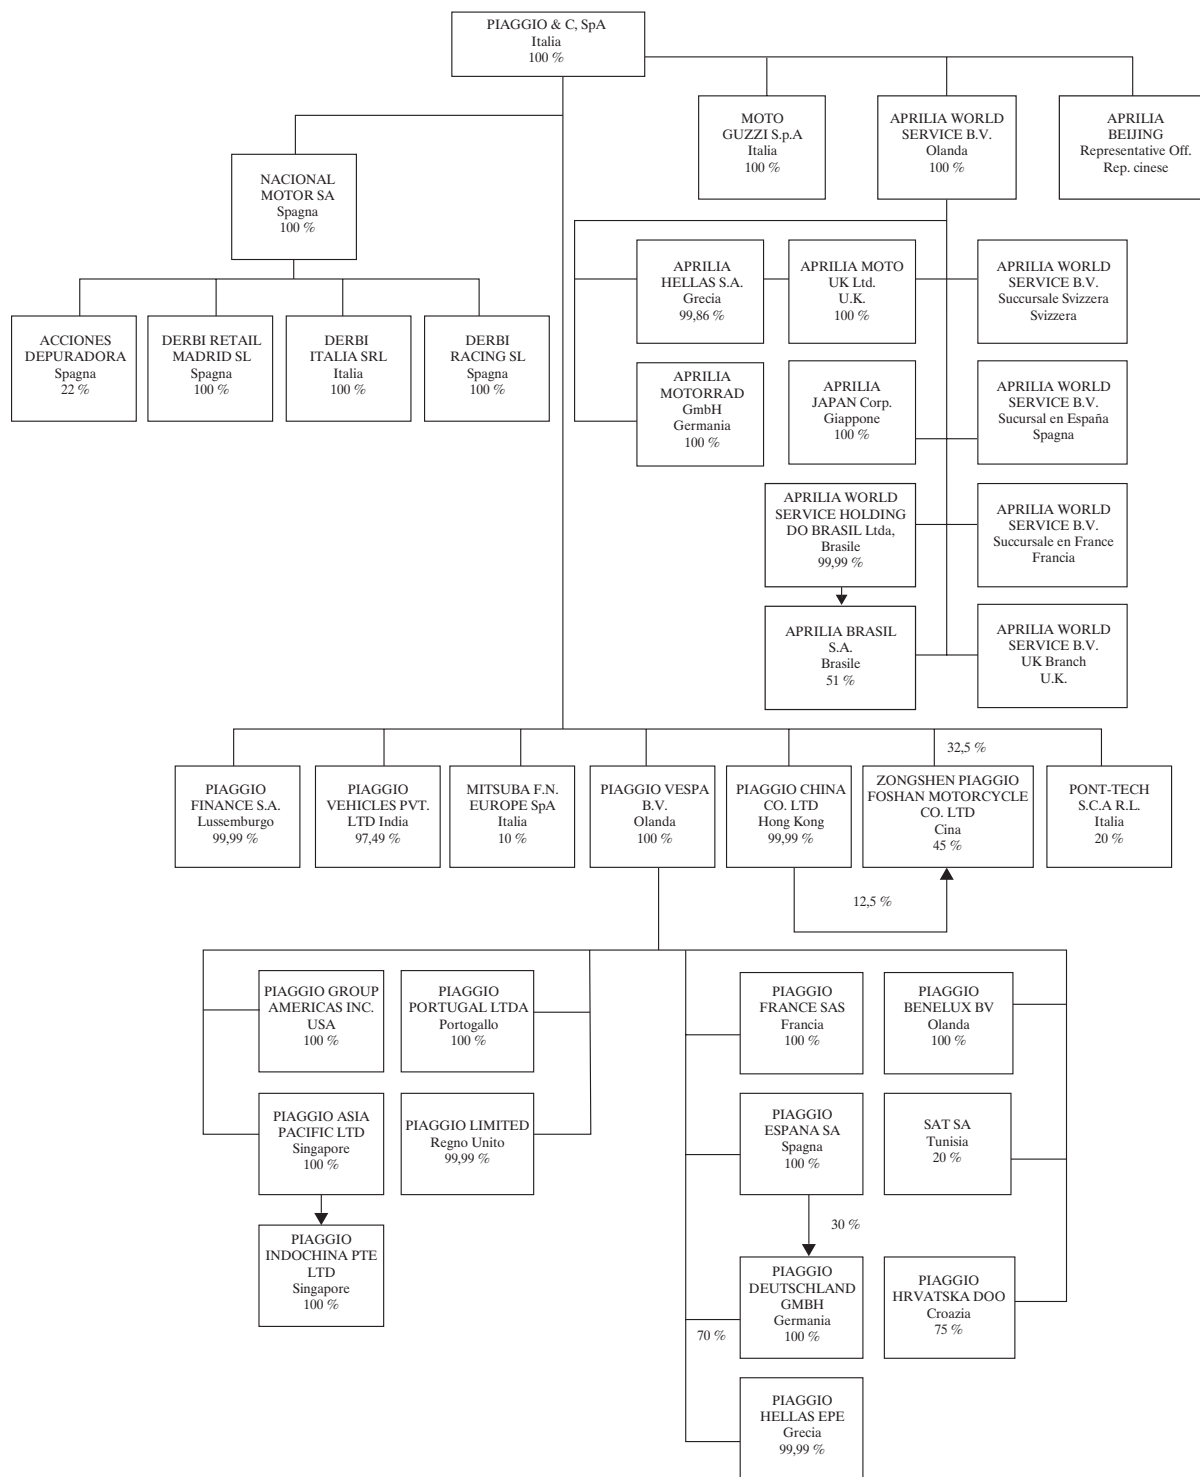 PIAGGIO & C, SpA
Italia
100 %
MOTO
GUZZI S.p.A
Italia
100 %
APRILIA WORLD
SERVICE B.V.
Olanda
100 %
APRILIA
BEIJING
Representative Off.
Rep. cinese
NACIONAL
MOTOR SA
Spagna
100 %
ACCIONES
DEPURADORA
Spagna
22 %
DERBI RETAIL
MADRID SL
Spagna
100 %
DERBI
ITALIA SRL
Italia
100 %
DERBI
RACING SL
Spagna
100 %
APRILIA
HELLAS S.A.
Grecia
99,86 %
APRILIA MOTO
UK Ltd.
U.K.
100 %
APRILIA WORLD
SERVICE B.V.
Succursale Svizzera
Svizzera
APRILIA
MOTORRAD
GmbH
Germania
100 %
APRILIA
JAPAN Corp.
Giappone
100 %
APRILIA WORLD
SERVICE B.V.
Sucursal en España
Spagna
APRILIA WORLD
SERVICE HOLDING
DO BRASIL Ltda,
Brasile
99,99 %
APRILIA WORLD
SERVICE B.V.
Succursale en France
Francia
APRILIA BRASIL
S.A.
Brasile
51 %
APRILIA WORLD
SERVICE B.V.
UK Branch
U.K.
32,5 %
PIAGGIO
FINANCE S.A.
Lussemburgo
99,99 %
PIAGGIO
VEHICLES PVT.
LTD India
97,49 %
MITSUBA F.N.
EUROPE SpA
Italia
10 %
PIAGGIO VESPA
B.V.
Olanda
100 %
PIAGGIO CHINA
CO. LTD
Hong Kong
99,99 %
ZONGSHEN PIAGGIO
FOSHAN MOTORCYCLE
CO. LTD
Cina
45 %
PONT-TECH
S.C.A R.L.
Italia
20 %
12,5 %
PIAGGIO GROUP
AMERICAS INC.
USA
100 %
PIAGGIO
PORTUGAL LTDA
Portogallo
100 %
PIAGGIO
FRANCE SAS
Francia
100 %
PIAGGIO
BENELUX BV
Olanda
100 %
PIAGGIO ASIA
PACIFIC LTD
Singapore
100 %
PIAGGIO LIMITED
Regno Unito
99,99 %
PIAGGIO
ESPANA SA
Spagna
100 %
SAT SA
Tunisia
20 %
30 %
PIAGGIO
INDOCHINA PTE
LTD
Singapore
100 %
PIAGGIO
DEUTSCHLAND
GMBH
Germania
100 %
PIAGGIO
HRVATSKA DOO
Croazia
75 %
70 %
PIAGGIO
HELLAS EPE
Grecia
99,99 %